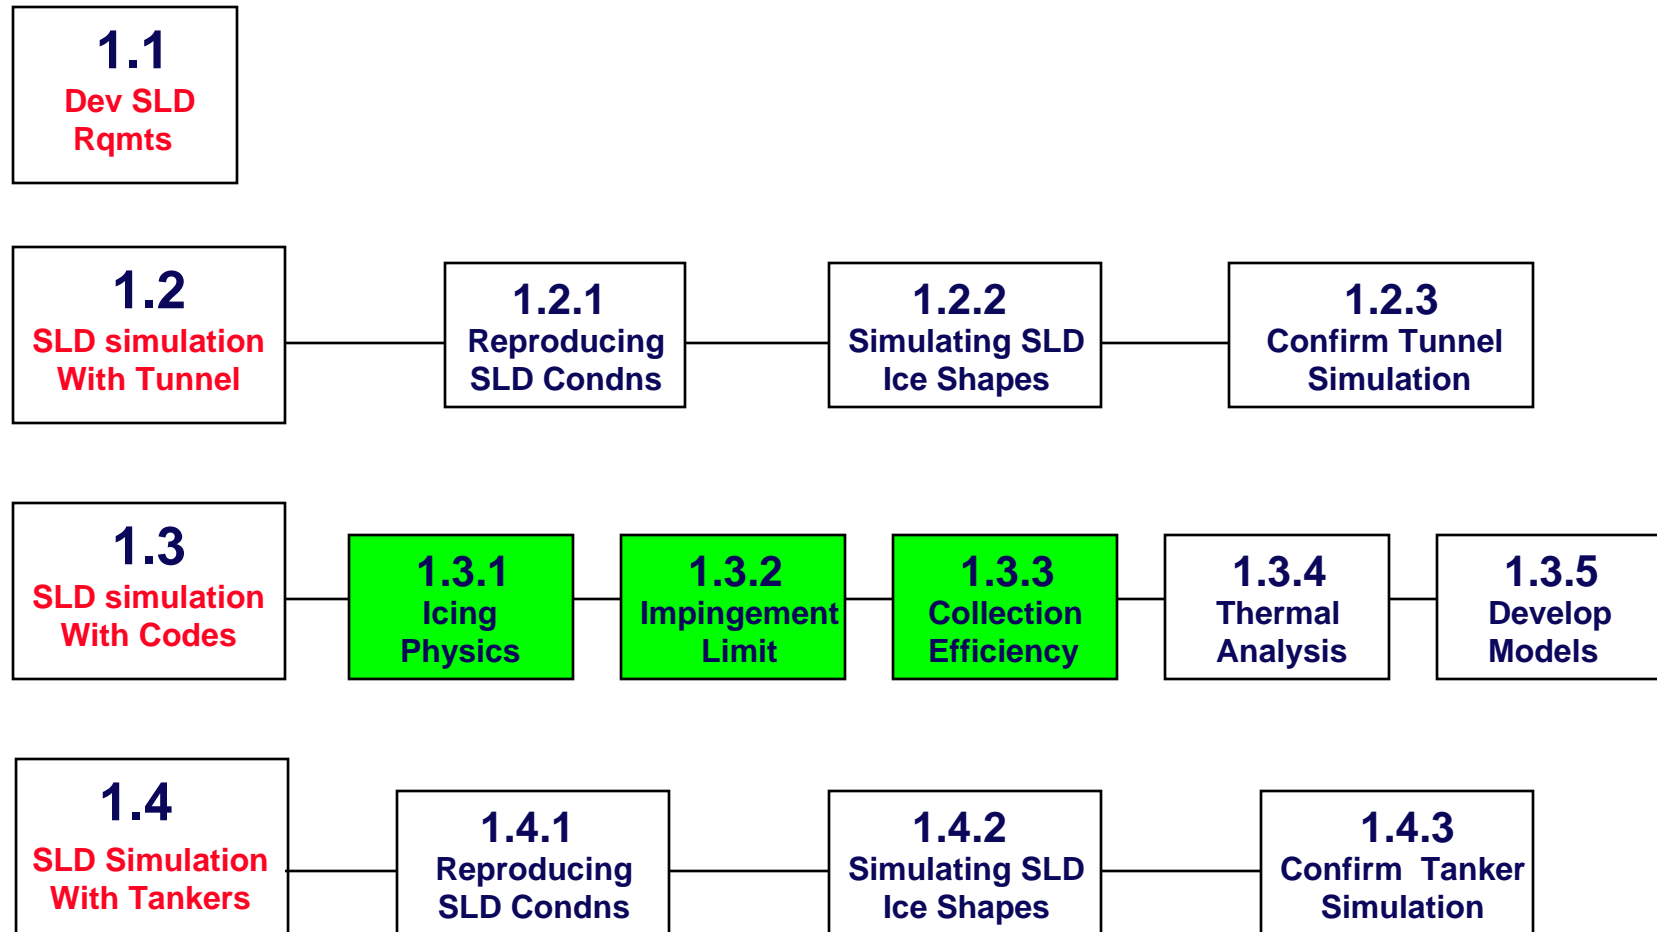 1.1
Dev SLD
Rqmts
1.2
SLD simulation
With Tunnel
1.2.1
Reproducing
SLD Condns
1.2.2
Simulating SLD
Ice Shapes
1.2.3
Confirm Tunnel
Simulation
1.3
SLD simulation
With Codes
1.3.1
Icing
Physics
1.3.2
Impingement
Limit
1.3.3
Collection
Efficiency
1.3.4
Thermal
Analysis
1.3.5
Develop
Models
1.4
SLD Simulation
With Tankers
1.4.1
Reproducing
SLD Condns
1.4.2
Simulating SLD
Ice Shapes
1.4.3
Confirm Tanker
Simulation